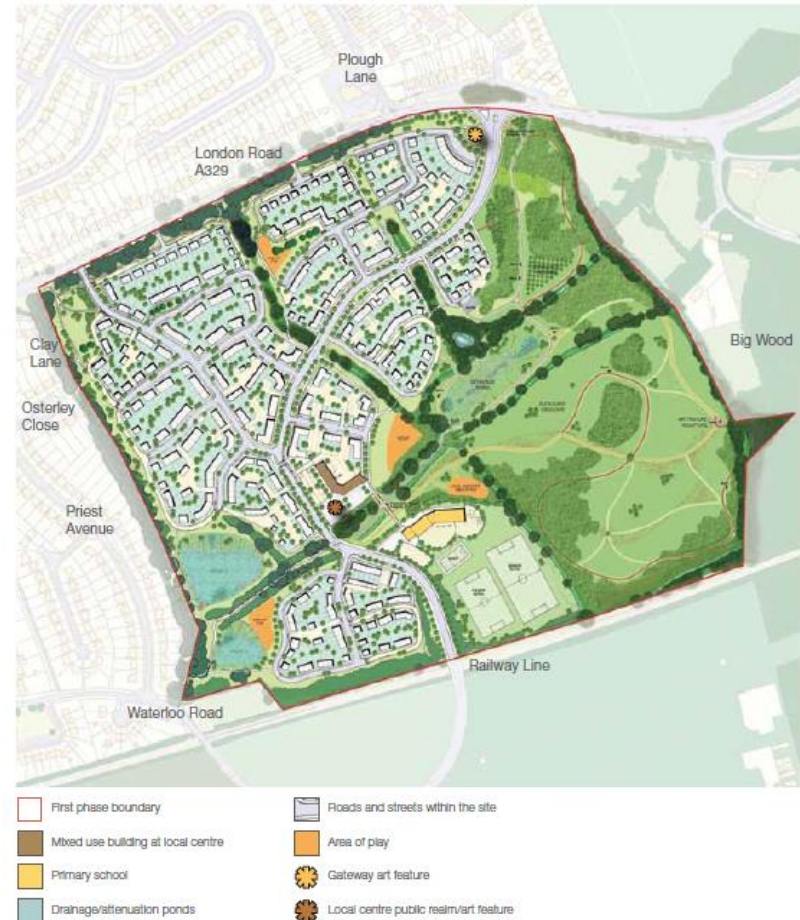 Plough
Lane
London Road
A329
Clay
Lane
Osterley
Close
Priest
Avenue
Big Wood
Railway Line
Waterloo Road
First phase boundary
Mixed use building at local centre
Primary school
Drainage/attenuation ponds
Roads and streets within the site
Area of play
Gateway art feature
Local centre public realm/art feature